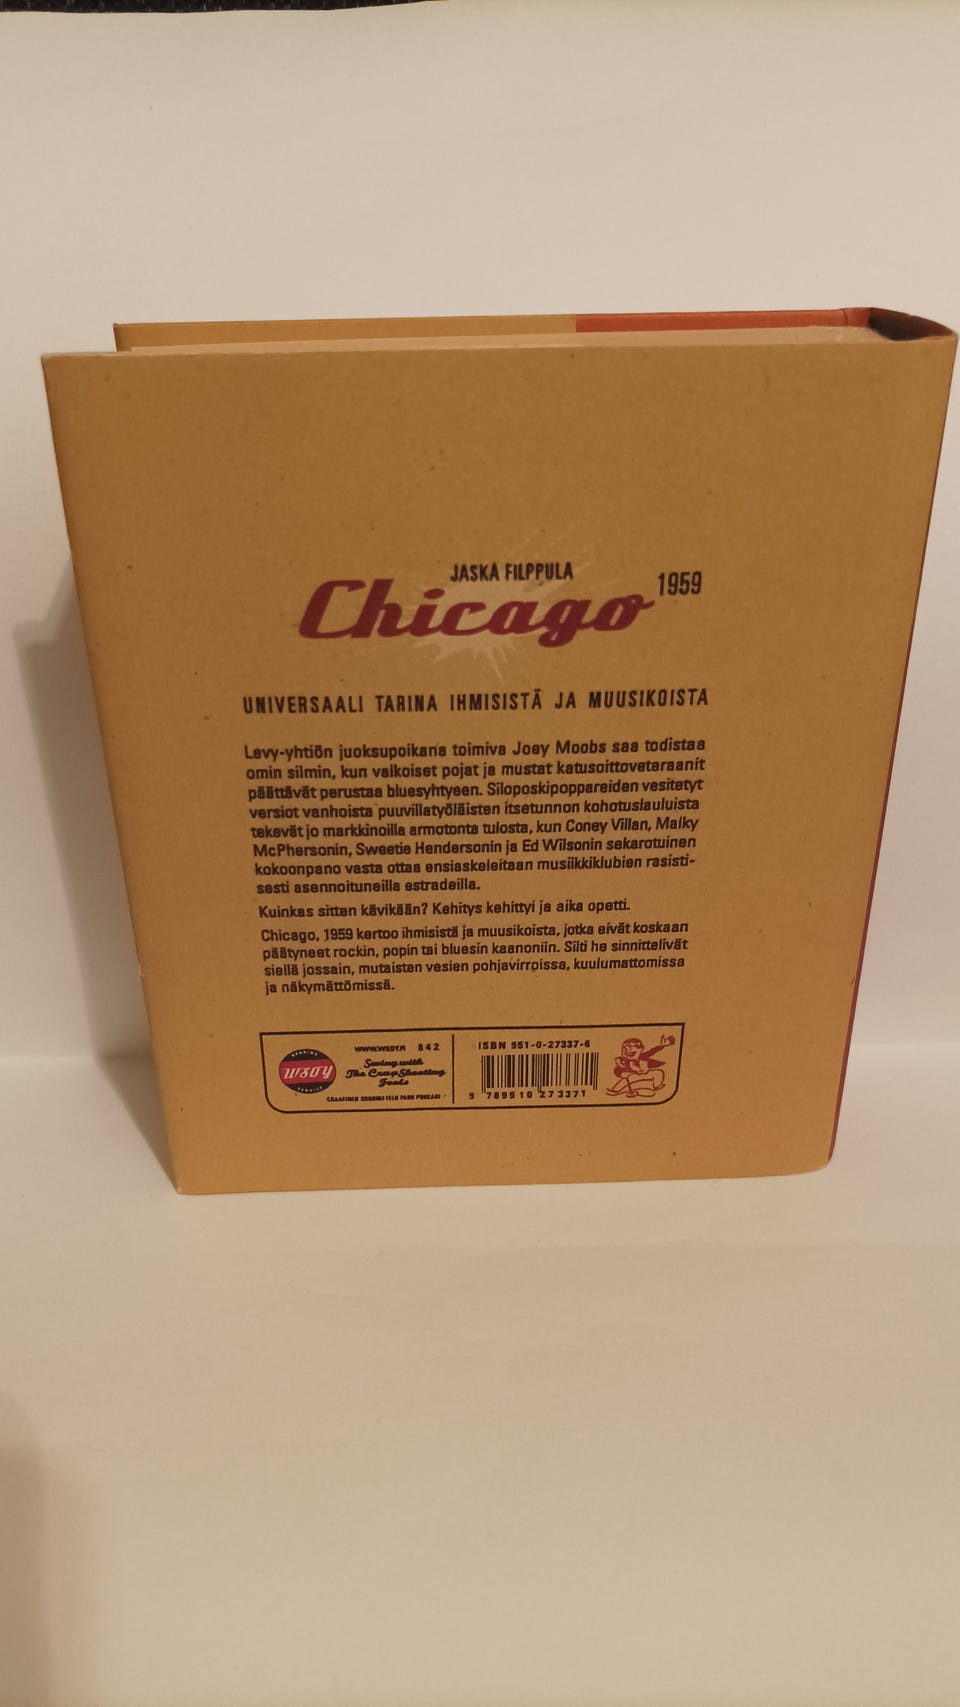 JASKA FILPPULA
Chicago 1959
UNIVERSAALI TARINA IHMISISTÄ JA MUUSIKOISTA
Levy-yhtiön juoksupoikana toimiva Joey Moobs saa todistaa
omin silmin, kun valkoiset pojat ja mustat katusoittoveteraanit
päättävät perustaa bluesyhtyeen. Siloposkipoppareiden vesitetyt
versiot vanhoista puuvillatyöläisten itsetunnon kohotuslauluista
tekevät jo markkinoilla armotonta tulosta, kun Coney Villan, Malky
McPhersonin, Sweetie Hendersonin ja Ed Wilsonin sekarotuinen
kokoonpano vasta ottaa ensiaskeleitaan musiikkiklubien rasisti-
sesti asennoituneilla estradeilla.
Kuinkas sitten kävikään? Kehitys kehittyi ja aika opetti.
Chicago, 1959 kertoo ihmisistä ja muusikoista, jotka eivät koskaan
päätyneet rockin, popin tai bluesin kaanoniin. Silti he sinnittelivät
siellä jossain, mutaisten vesien pohjavirroissa, kuulumattomissa
ja näkymättömissä.
WSOY
WWW.WSOY.FI 842
Swing with
The CrapShooting
Fools
ISBN 951-0-27337-6
9 789510 273371